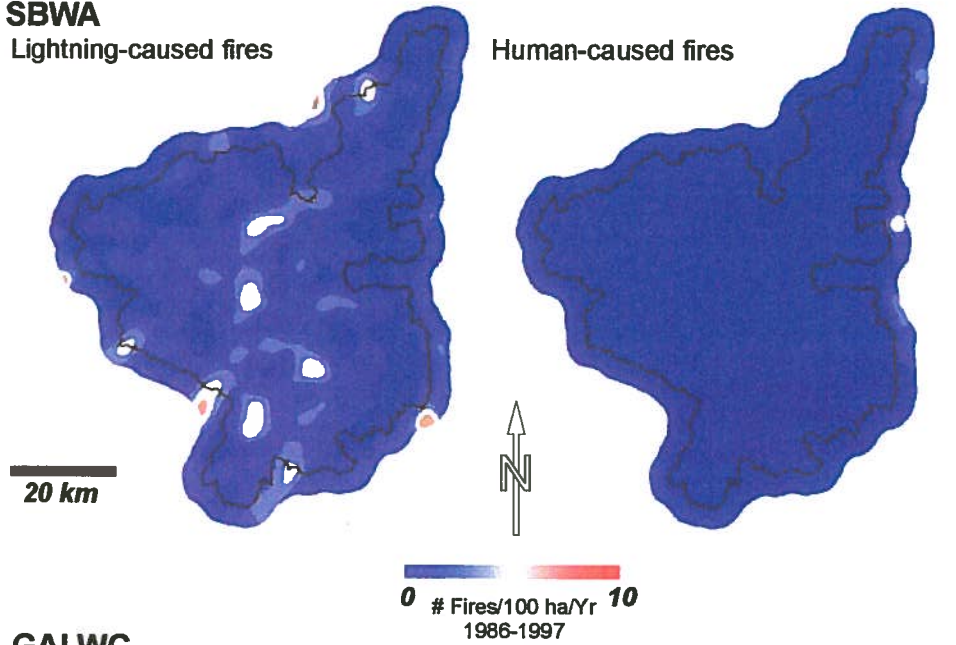 SBWA
Lightning-caused fires
Human-caused fires
20 km
N
0 # Fires/100 ha/Yr 10
1986-1997